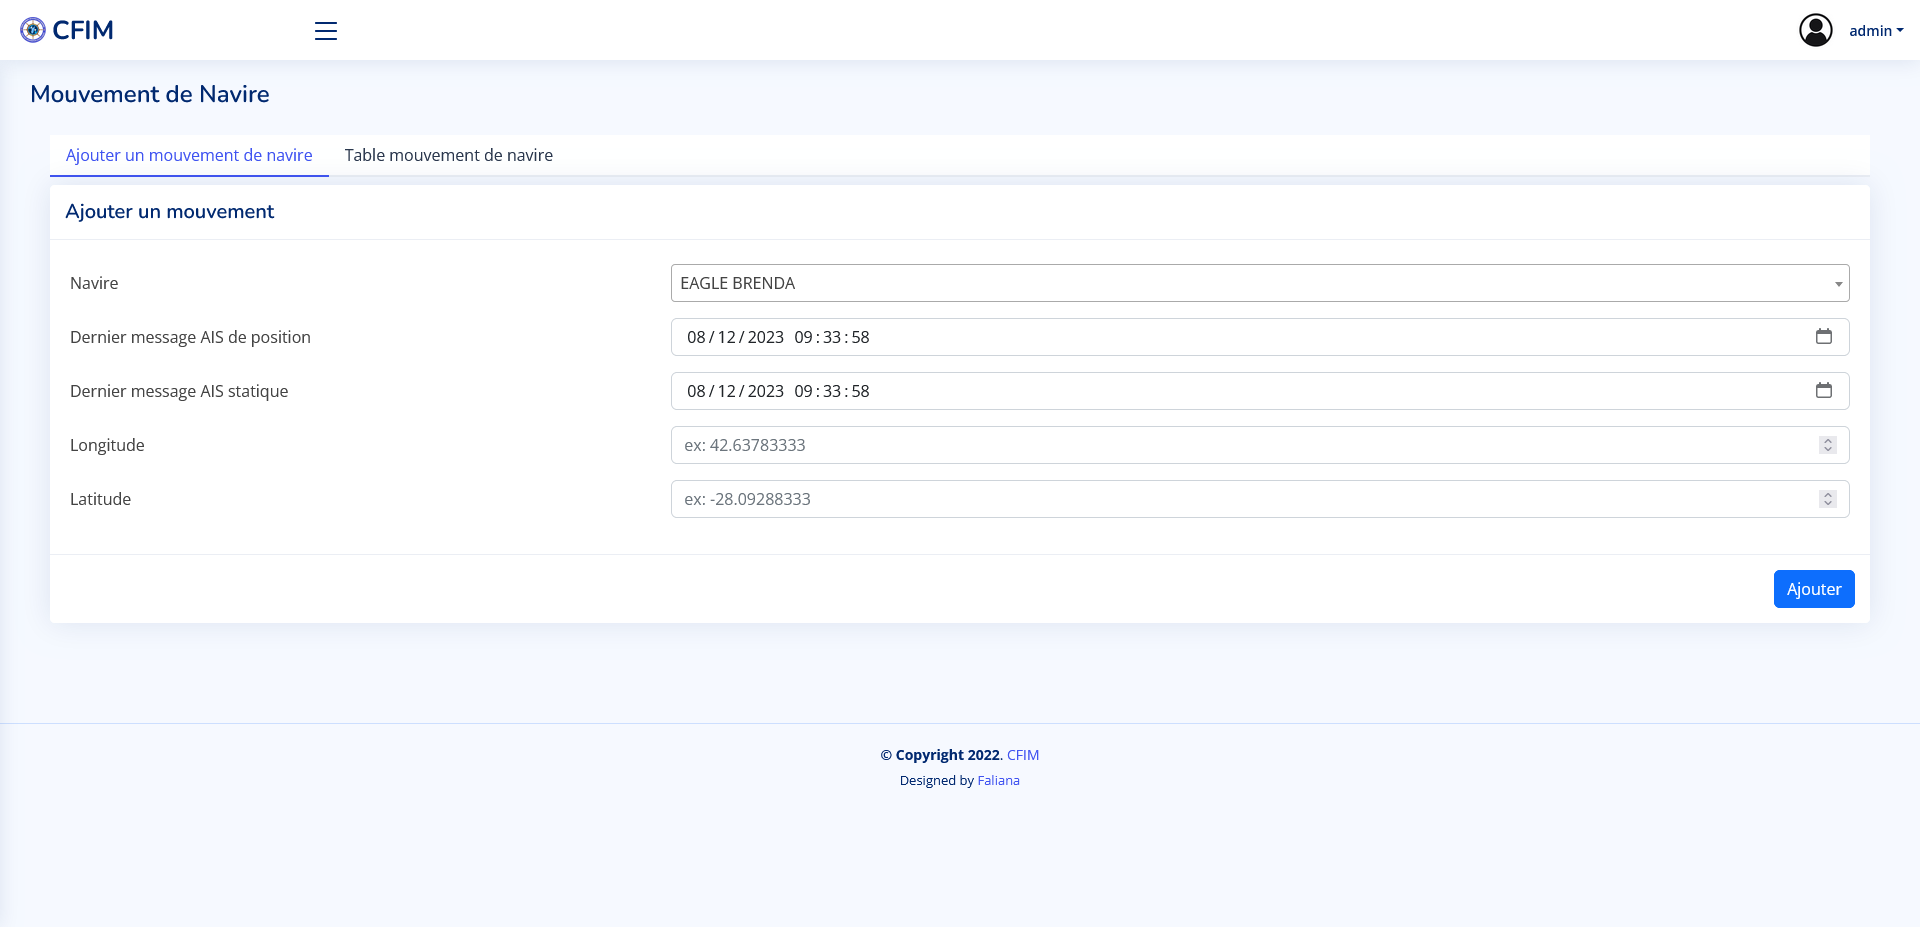 CFIM
admin
Mouvement de Navire
Ajouter un mouvement de navire
Table mouvement de navire
Ajouter un mouvement
Navire
EAGLE BRENDA
Dernier message AIS de position
08/12/2023 09:33:58
Dernier message AIS statique
08/12/2023 09:33:58
Longitude
ex: 42.63783333
Latitude
ex: -28.09288333
Ajouter
© Copyright 2022. CFIM
Designed by Faliana